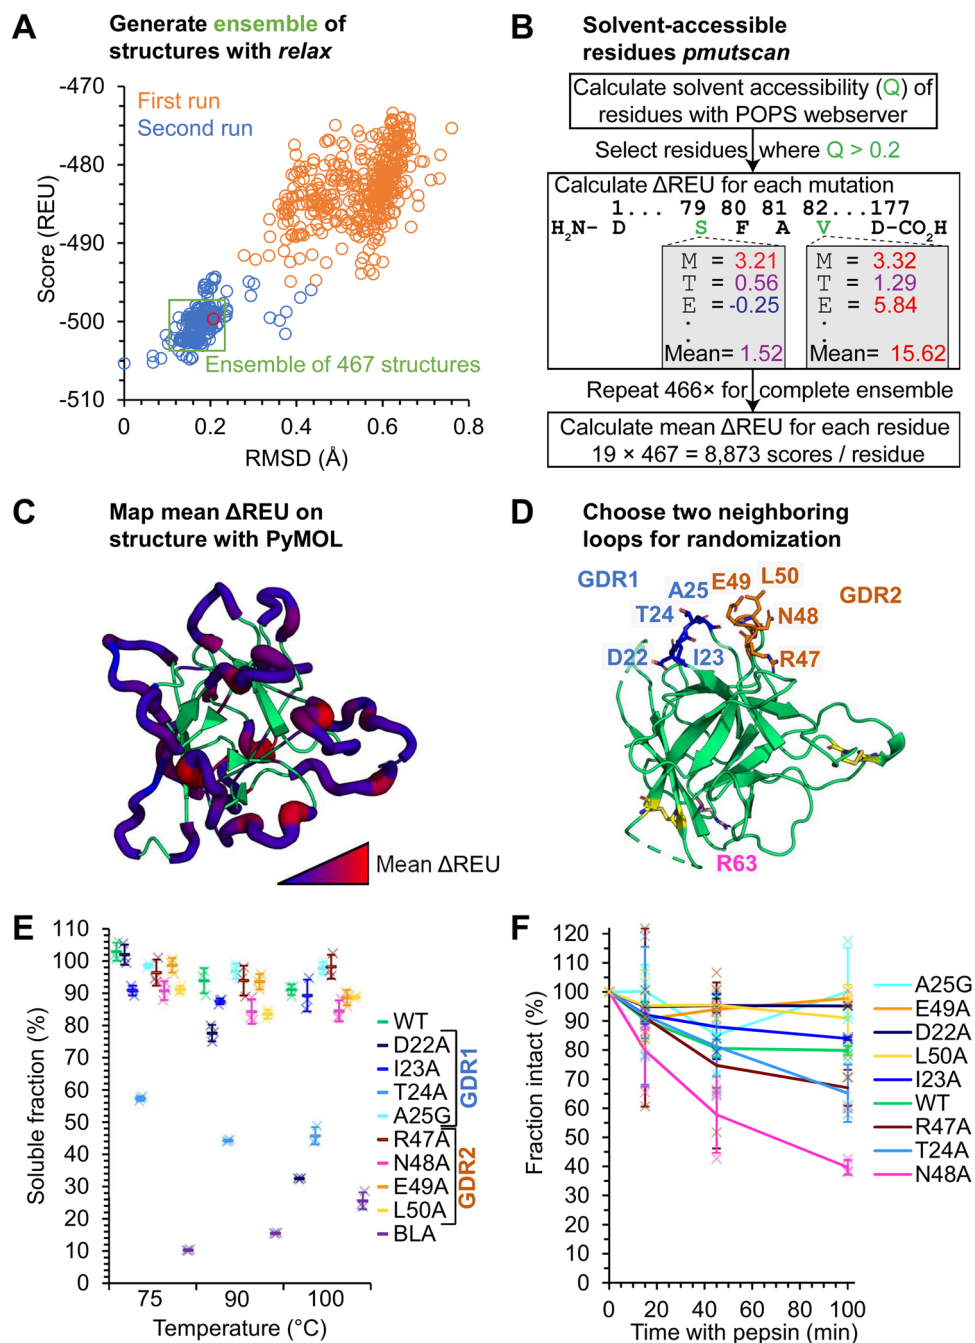 A
Generate ensemble of
structures with relax
First run
Second run
Ensemble of 467 structures
Score (REU)
-470
-480
-490
-500
-510
0
0.2
0.4
0.6
0.8
RMSD (Å)
B
Solvent-accessible
residues pmutscan
Calculate solvent accessibility (Q) of
residues with POPS webserver
Select residues where Q > 0.2
Calculate ΔREU for each mutation
1... 79 80 81 82...177
H₂N– D S F A V D-CO₂H
M = 3.21
T = 0.56
E = -0.25
.
.
Mean= 1.52
M = 3.32
T = 1.29
E = 5.84
.
.
Mean= 15.62
Repeat 466× for complete ensemble
Calculate mean ΔREU for each residue
19 × 467 = 8,873 scores / residue
C
Map mean ΔREU on
structure with PyMOL
Mean ΔREU
D
Choose two neighboring
loops for randomization
GDR1
A25
E49
L50
GDR2
T24
N48
D22
I23
R47
R63
E
Soluble fraction (%)
110
100
90
80
70
60
50
40
30
20
10
0
75
90
100
Temperature (°C)
WT
D22A
I23A
T24A
A25G
R47A
N48A
E49A
L50A
BLA
GDR1
GDR2
F
Fraction intact (%)
120
110
100
90
80
70
60
50
40
30
20
10
0
0
20
40
60
80
100
Time with pepsin (min)
A25G
E49A
D22A
L50A
I23A
WT
R47A
T24A
N48A